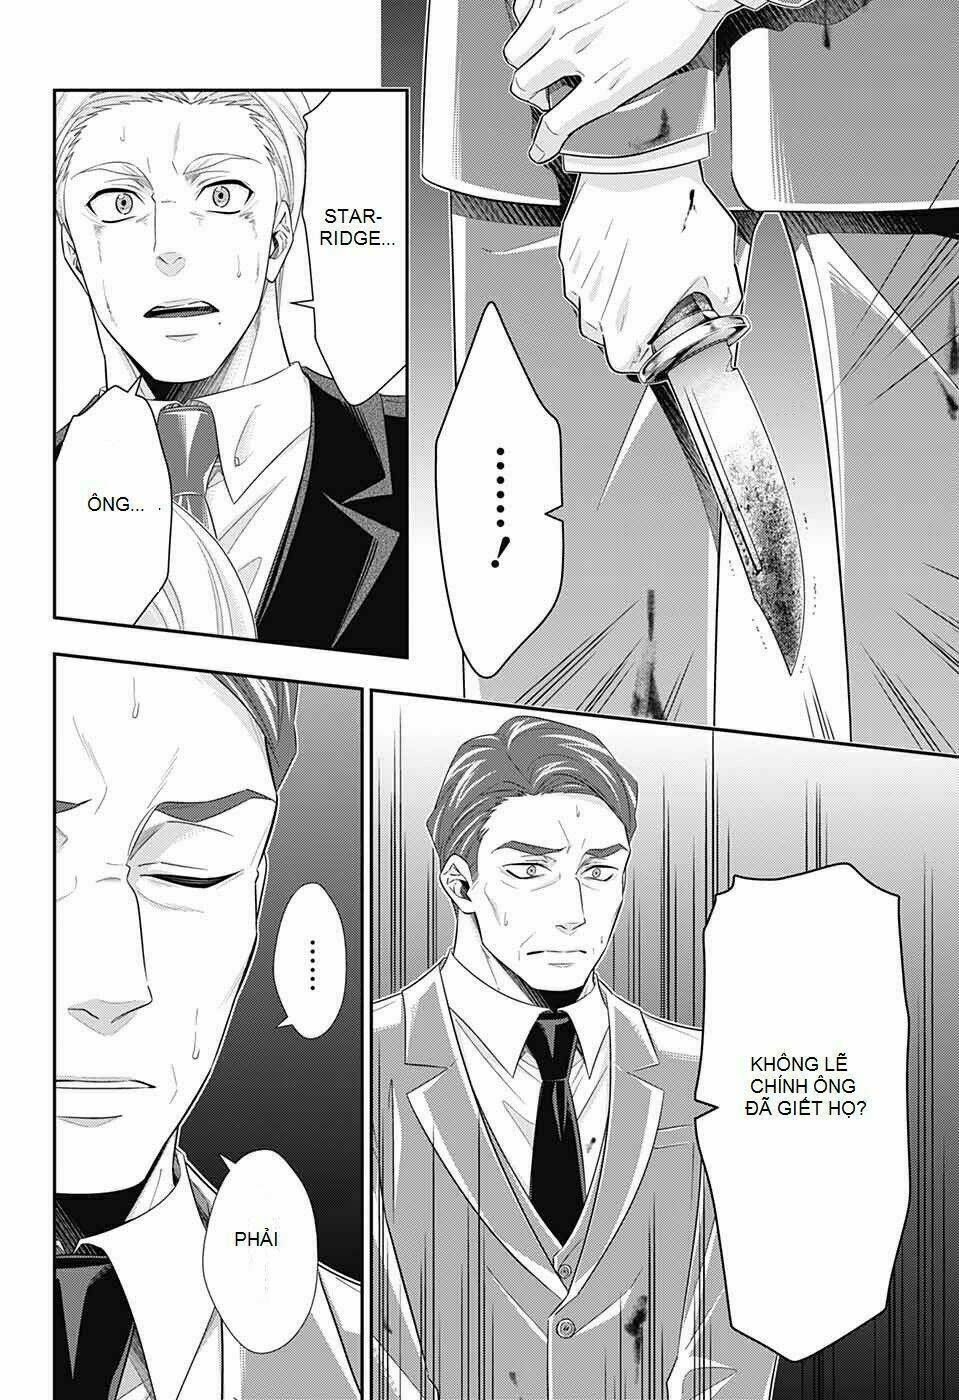 ......!
STAR-
RIDGE...
ÔNG...
KHÔNG LẼ
CHÍNH ÔNG
ĐÃ GIẾT HỌ?
......
PHẢI